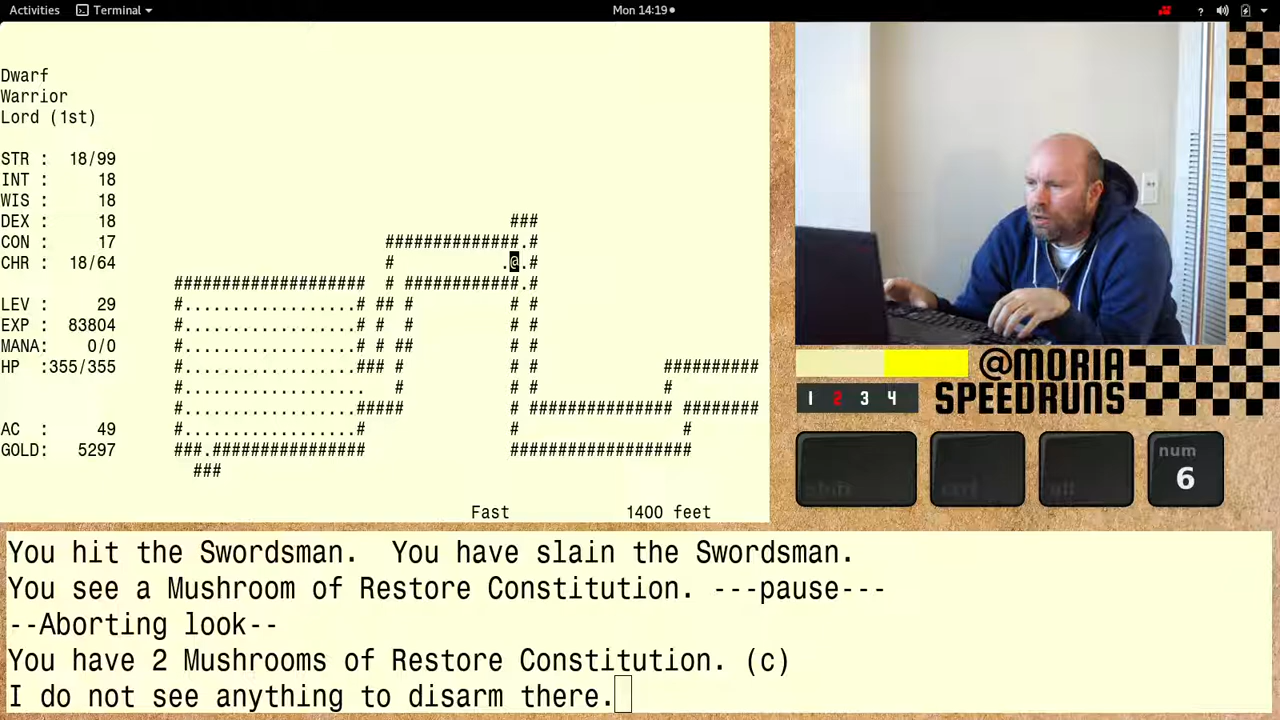 Activities Terminal Mon 14:19
Dwarf
Warrior
Lord (1st)
STR : 18/99
INT : 18
WIS : 18
DEX : 18
CON : 17
CHR : 18/64
LEV : 29
EXP : 83804
MANA: 0/0
HP :355/355
AC : 49
GOLD: 5297
###
##############.#
# .@.#
################### # ############.#
#.................# ## # # #
#.................# # # # #
#.................# # ## # #
#.................### # # # ##########
#................. # # # #
#.................##### # ############### ########
#.................# # #
###.################ ###################
###
Fast 1400 feet
@MORIA
SPEEDRUNS
1 2 3 4
shift ctrl alt num
6
You hit the Swordsman. You have slain the Swordsman.
You see a Mushroom of Restore Constitution. ---pause---
--Aborting look--
You have 2 Mushrooms of Restore Constitution. (c)
I do not see anything to disarm there.